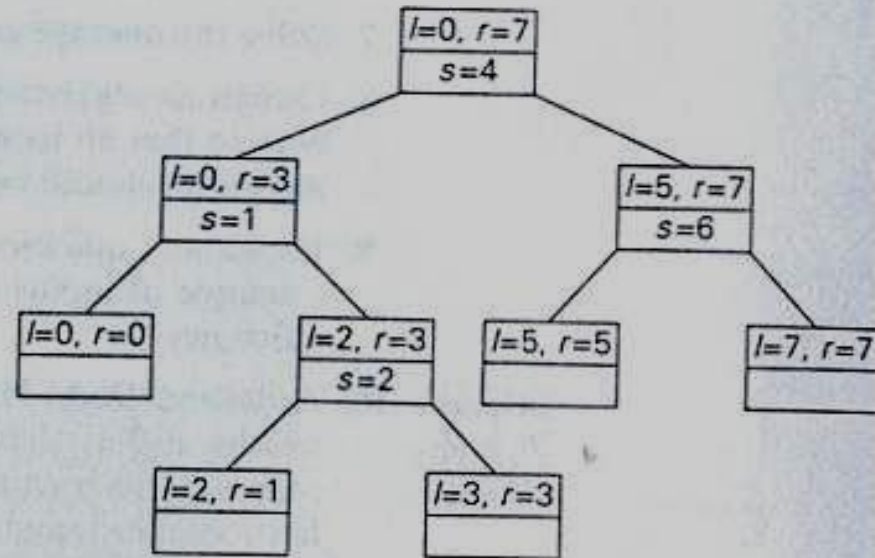 l=0, r=7
s=4
l=0, r=3
s=1
l=5, r=7
s=6
l=0, r=0
l=2, r=3
s=2
l=5, r=5
l=7, r=7
l=2, r=1
l=3, r=3